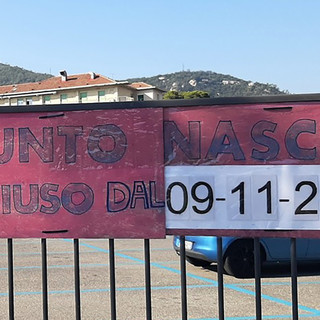 UNTO NASC
IUSO DAL 09-11-2